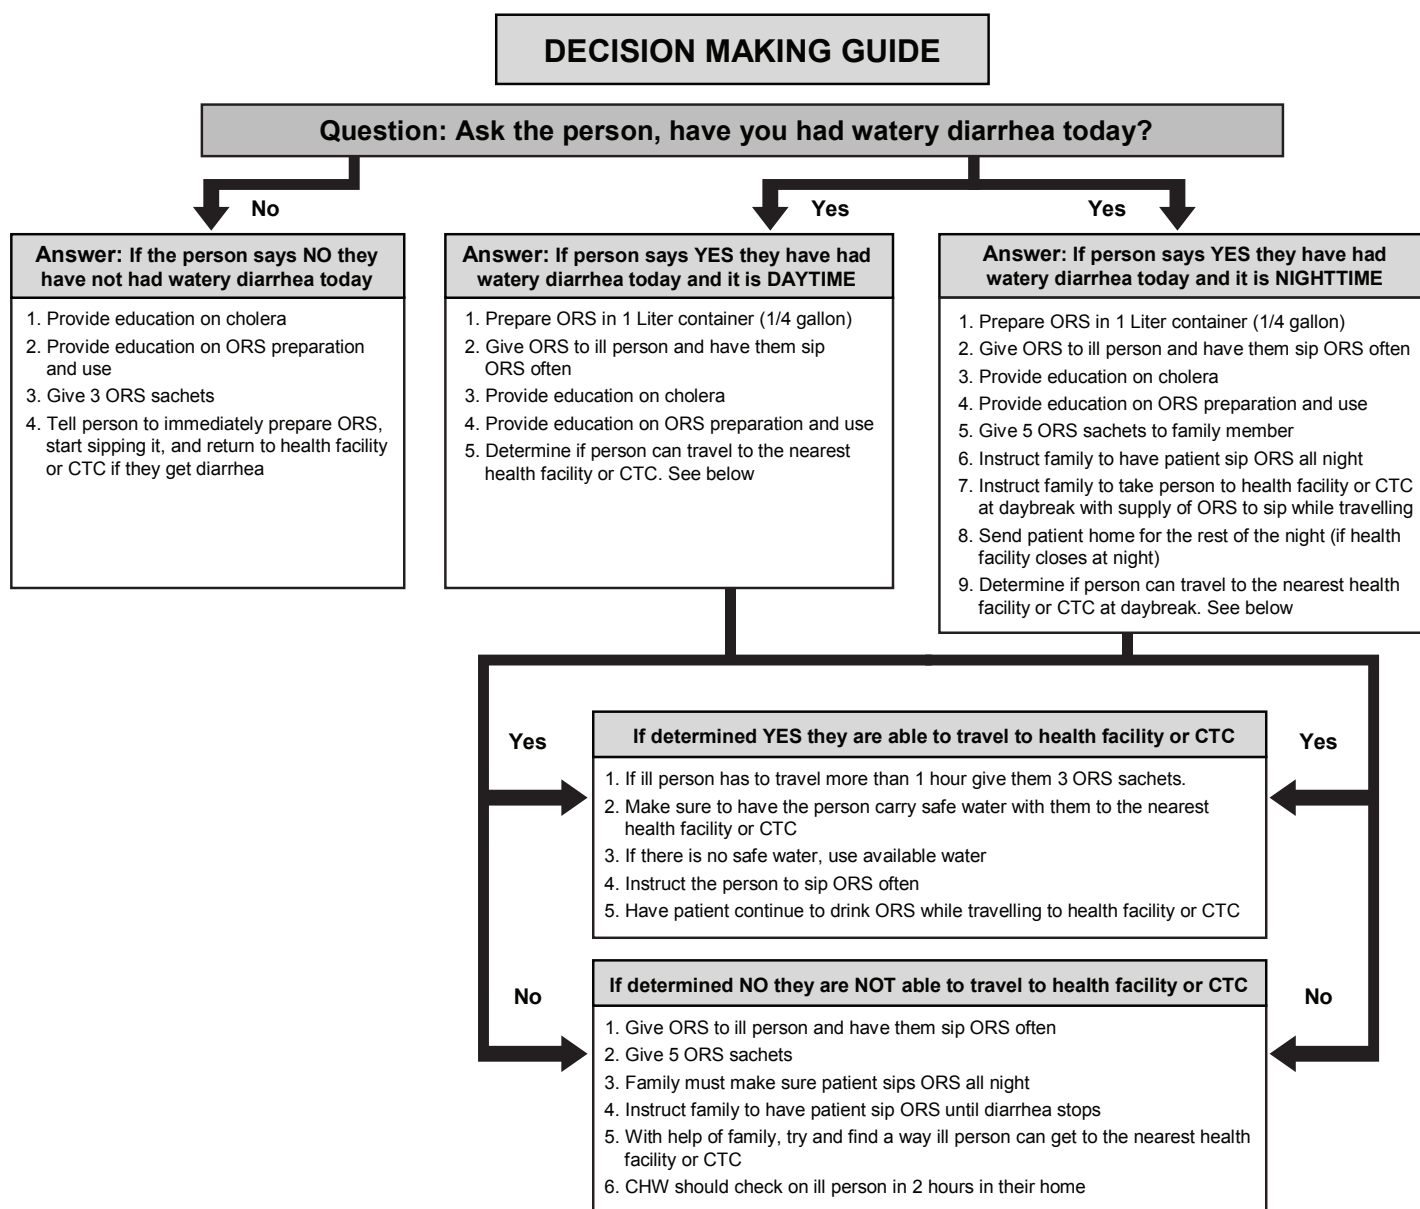 DECISION MAKING GUIDE
Question: Ask the person, have you had watery diarrhea today?
No
Yes
Yes
Answer: If the person says NO they
have not had watery diarrhea today
1. Provide education on cholera
2. Provide education on ORS preparation
and use
3. Give 3 ORS sachets
4. Tell person to immediately prepare ORS,
start sipping it, and return to health facility
or CTC if they get diarrhea
Answer: If person says YES they have had
watery diarrhea today and it is DAYTIME
1. Prepare ORS in 1 Liter container (1/4 gallon)
2. Give ORS to ill person and have them sip
ORS often
3. Provide education on cholera
4. Provide education on ORS preparation and use
5. Determine if person can travel to the nearest
health facility or CTC. See below
Answer: If person says YES they have had
watery diarrhea today and it is NIGHTTIME
1. Prepare ORS in 1 Liter container (1/4 gallon)
2. Give ORS to ill person and have them sip ORS often
3. Provide education on cholera
4. Provide education on ORS preparation and use
5. Give 5 ORS sachets to family member
6. Instruct family to have patient sip ORS all night
7. Instruct family to take person to health facility or CTC
at daybreak with supply of ORS to sip while travelling
8. Send patient home for the rest of the night (if health
facility closes at night)
9. Determine if person can travel to the nearest health
facility or CTC at daybreak. See below
Yes
If determined YES they are able to travel to health facility or CTC
Yes
1. If ill person has to travel more than 1 hour give them 3 ORS sachets.
2. Make sure to have the person carry safe water with them to the nearest
health facility or CTC
3. If there is no safe water, use available water
4. Instruct the person to sip ORS often
5. Have patient continue to drink ORS while travelling to health facility or CTC
No
If determined NO they are NOT able to travel to health facility or CTC
No
1. Give ORS to ill person and have them sip ORS often
2. Give 5 ORS sachets
3. Family must make sure patient sips ORS all night
4. Instruct family to have patient sip ORS until diarrhea stops
5. With help of family, try and find a way ill person can get to the nearest health
facility or CTC
6. CHW should check on ill person in 2 hours in their home